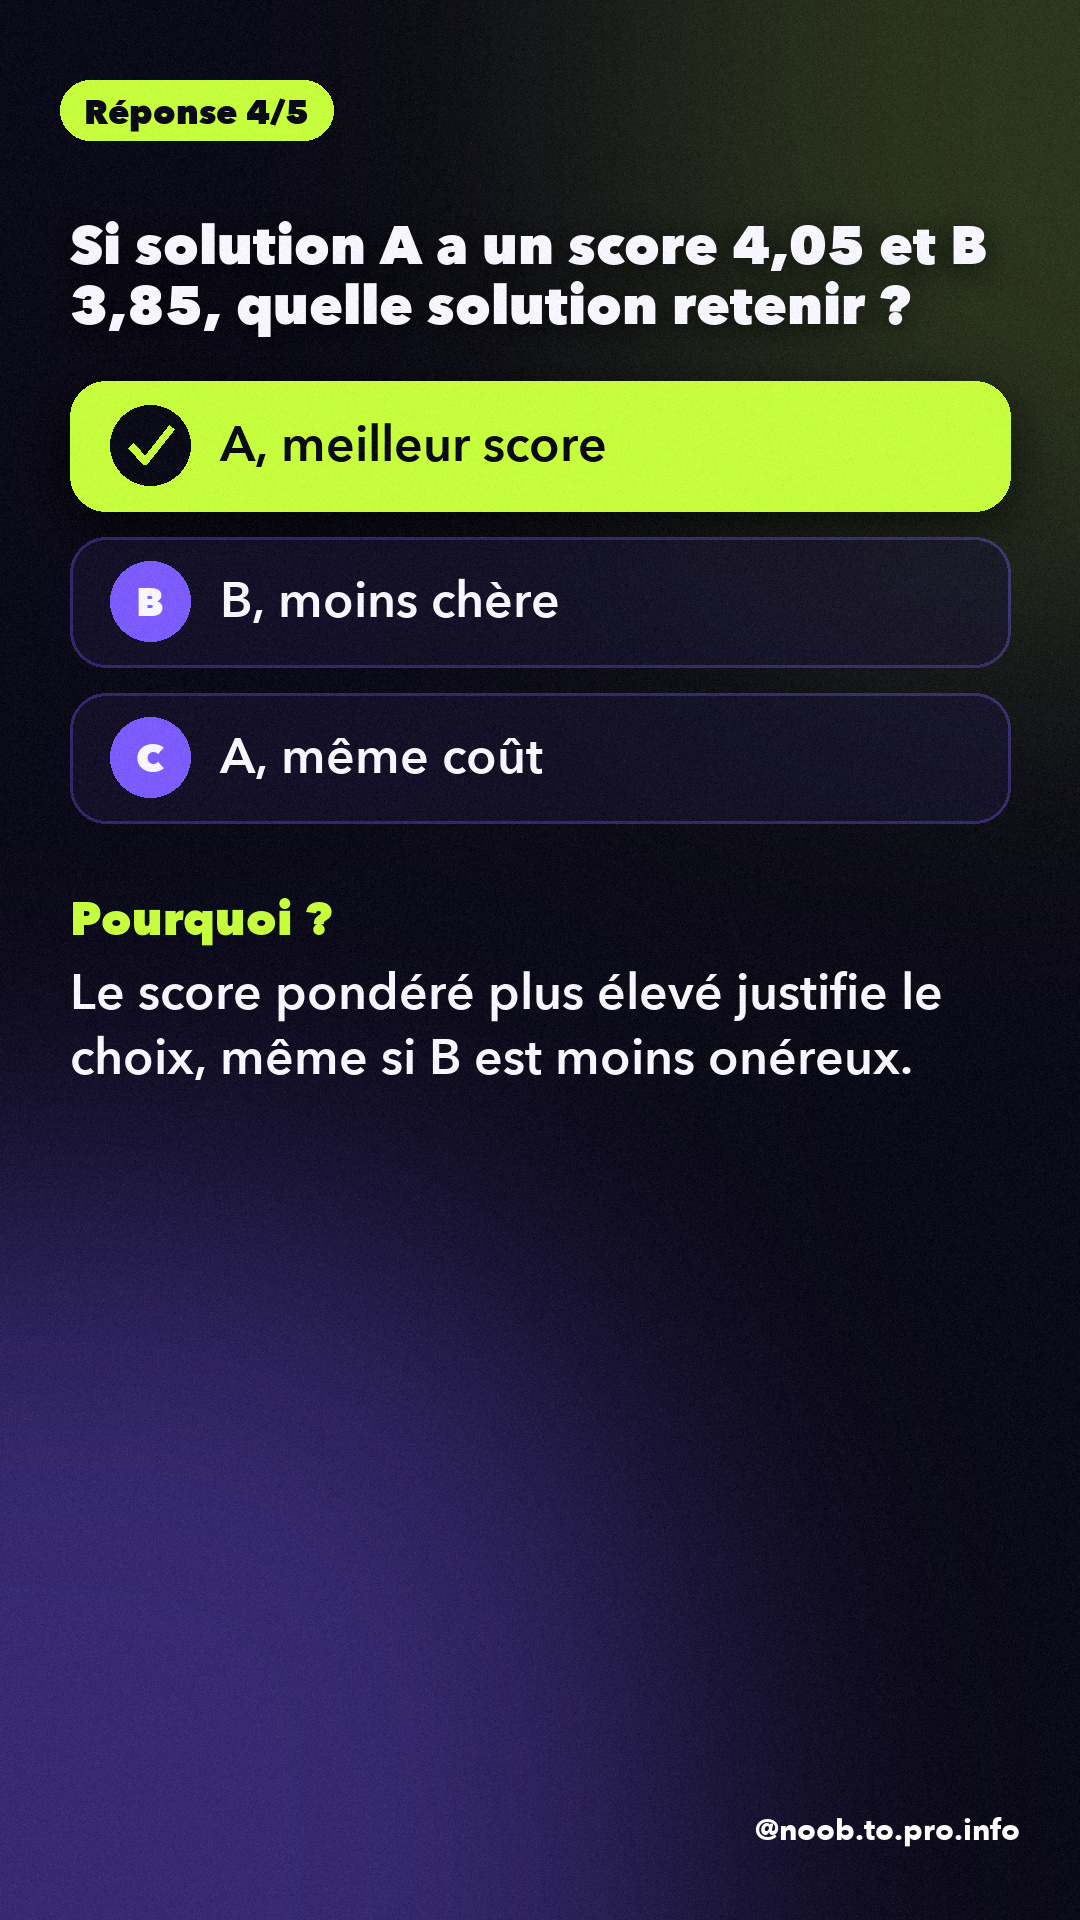 Réponse 4/5
Si solution A a un score 4,05 et B
3,85, quelle solution retenir ?
A, meilleur score
B
B, moins chère
C
A, même coût
Pourquoi ?
Le score pondéré plus élevé justifie le
choix, même si B est moins onéreux.
@noob.to.pro.info